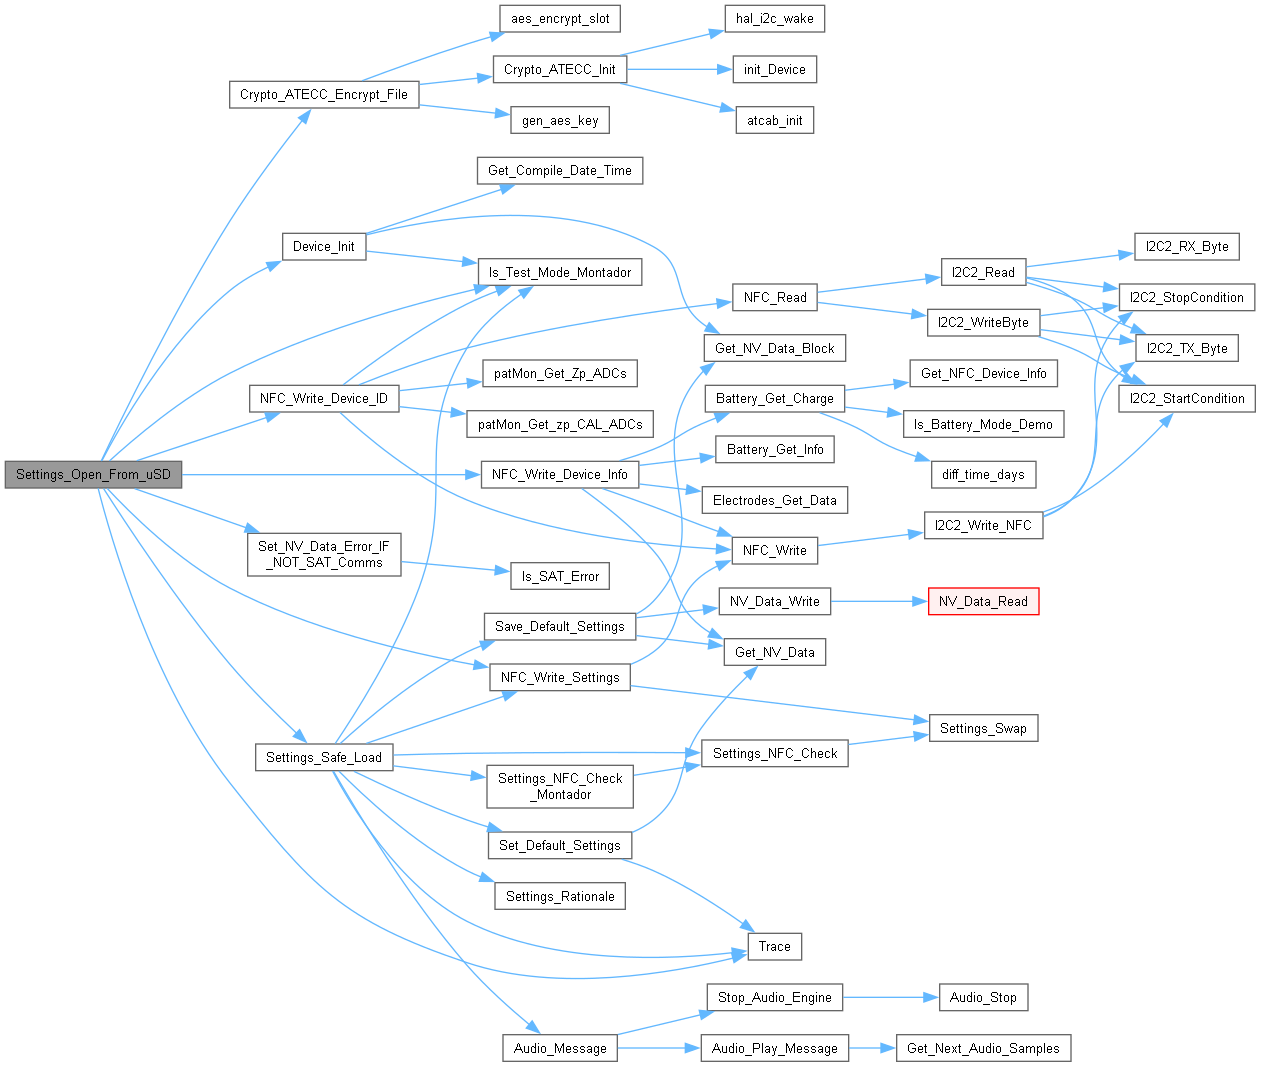 aes_encrypt_slot
hal_i2c_wake
Crypto_ATECC_Init
init_Device
Crypto_ATECC_Encrypt_File
gen_aes_key
atcab_init
Get_Compile_Date_Time
Device_Init
I2C2_RX_Byte
Is_Test_Mode_Montador
I2C2_Read
NFC_Read
I2C2_StopCondition
I2C2_WriteByte
Get_NV_Data_Block
I2C2_TX_Byte
patMon_Get_Zp_ADCs
Get_NFC_Device_Info
NFC_Write_Device_ID
Battery_Get_Charge
I2C2_StartCondition
patMon_Get_zp_CAL_ADCs
Is_Battery_Mode_Demo
Battery_Get_Info
Settings_Open_From_uSD
NFC_Write_Device_Info
diff_time_days
Electrodes_Get_Data
I2C2_Write_NFC
Set_NV_Data_Error_IF
_NOT_SAT_Comms
NFC_Write
Is_SAT_Error
NV_Data_Write
NV_Data_Read
Save_Default_Settings
Get_NV_Data
NFC_Write_Settings
Settings_Swap
Settings_Safe_Load
Settings_NFC_Check
Settings_NFC_Check
_Montador
Set_Default_Settings
Settings_Rationale
Trace
Stop_Audio_Engine
Audio_Stop
Audio_Message
Audio_Play_Message
Get_Next_Audio_Samples